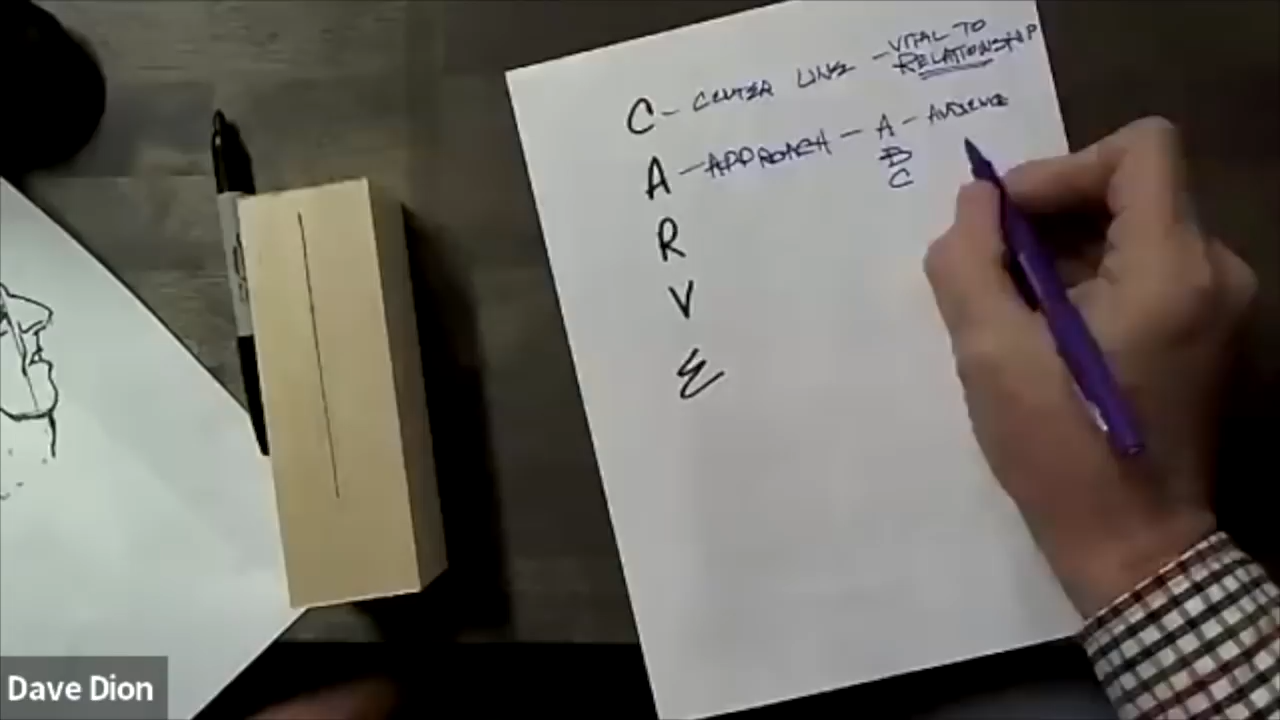 C - CENTER LINE - VITAL TO
RELATIONSHIP
A - APPROACH - A - AUDIENCE
B
C
R
V
E
Dave Dion